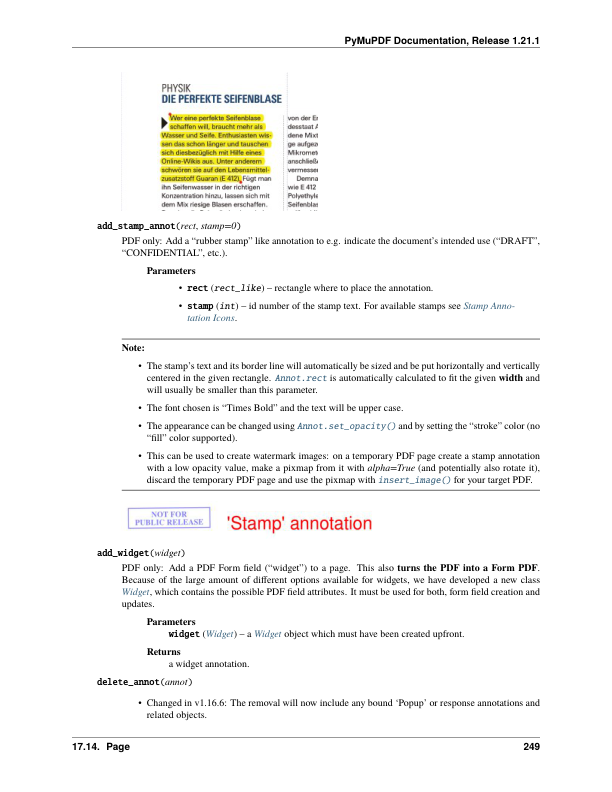 PyMuPDF Documentation, Release 1.21.1
PHYSIK
DIE PERFEKTE SEIFENBLASE
Wer eine perfekte Seifenblase
schaffen will, braucht mehr als
Wasser und Seife. Enthusiasten wis-
sen das schon länger und tauschen
sich diesbezüglich mit Hilfe eines
Online-Wikis aus. Unter anderem
schwören sie auf den Lebensmittel-
zusatzstoff Guaran (E 412). Fügt man
ihn Seifenwasser in der richtigen
Konzentration hinzu, lassen sich mit
dem Mix riesige Blasen erschaffen.
von der Er
desstaat A
dene Mixt
ge aufgez
Mikromet
anschließ
vermesser
Demna
wie E 412
Polyethyle
Seifenblas
add_stamp_annot(rect, stamp=0)
PDF only: Add a “rubber stamp” like annotation to e.g. indicate the document’s intended use (“DRAFT”,
“CONFIDENTIAL”, etc.).
Parameters
• rect (rect_like) – rectangle where to place the annotation.
• stamp (int) – id number of the stamp text. For available stamps see Stamp Anno-
tation Icons.
Note:
• The stamp’s text and its border line will automatically be sized and be put horizontally and vertically
centered in the given rectangle. Annot.rect is automatically calculated to fit the given width and
will usually be smaller than this parameter.
• The font chosen is “Times Bold” and the text will be upper case.
• The appearance can be changed using Annot.set_opacity() and by setting the “stroke” color (no
“fill” color supported).
• This can be used to create watermark images: on a temporary PDF page create a stamp annotation
with a low opacity value, make a pixmap from it with alpha=True (and potentially also rotate it),
discard the temporary PDF page and use the pixmap with insert_image() for your target PDF.
NOT FOR
PUBLIC RELEASE
'Stamp' annotation
add_widget(widget)
PDF only: Add a PDF Form field (“widget”) to a page. This also turns the PDF into a Form PDF.
Because of the large amount of different options available for widgets, we have developed a new class
Widget, which contains the possible PDF field attributes. It must be used for both, form field creation and
updates.
Parameters
widget (Widget) – a Widget object which must have been created upfront.
Returns
a widget annotation.
delete_annot(annot)
• Changed in v1.16.6: The removal will now include any bound ‘Popup’ or response annotations and
related objects.
17.14. Page
249